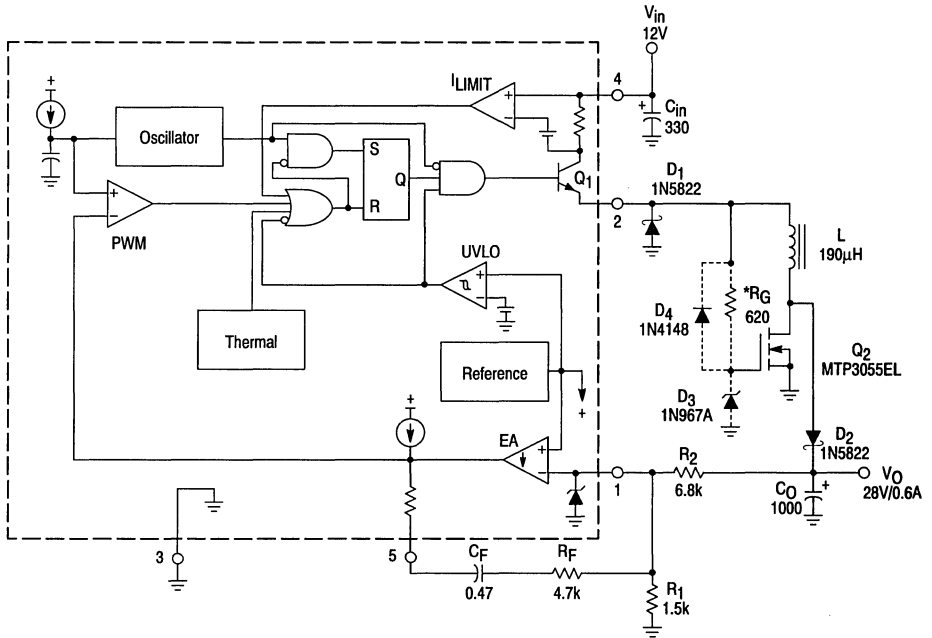 Vin
12V
4
+
Cin
330
ILIMIT
+
−
+
Oscillator
S
Q
R
Q1
D1
1N5822
2
+
−
PWM
UVLO
+
−
L
190µH
*RG
620
D4
1N4148
Q2
MTP3055EL
Thermal
Reference
+
D3
1N967A
+
EA
+
−
D2
1N5822
1
R2
6.8k
VO
28V/0.6A
CO
1000
+
3
5
CF
0.47
RF
4.7k
R1
1.5k